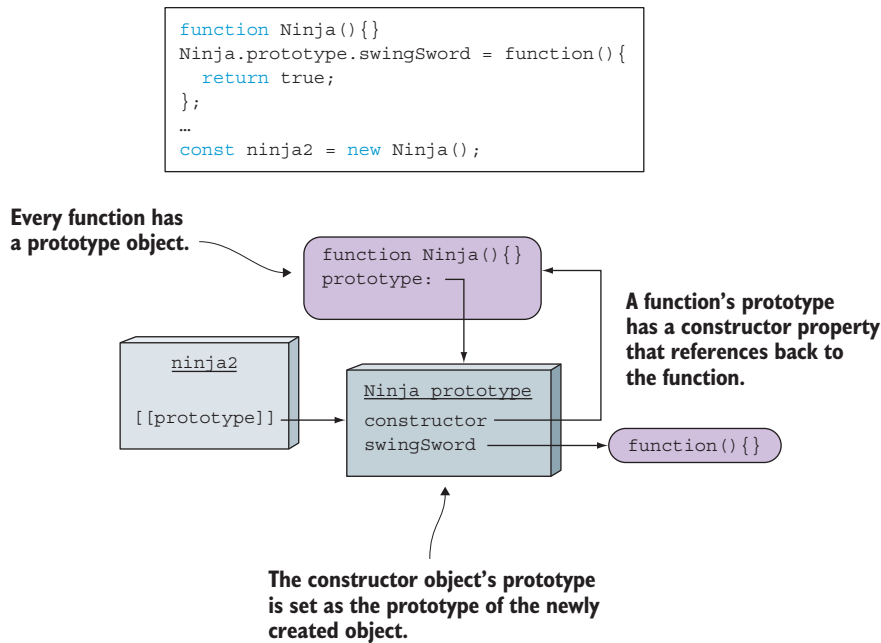 function Ninja(){}
Ninja.prototype.swingSword = function(){
  return true;
};
…
const ninja2 = new Ninja();
Every function has
a prototype object.
function Ninja(){}
prototype:
A function’s prototype
has a constructor property
that references back to
the function.
ninja2
[[prototype]]
Ninja prototype
constructor
swingSword
function(){}
The constructor object’s prototype
is set as the prototype of the newly
created object.